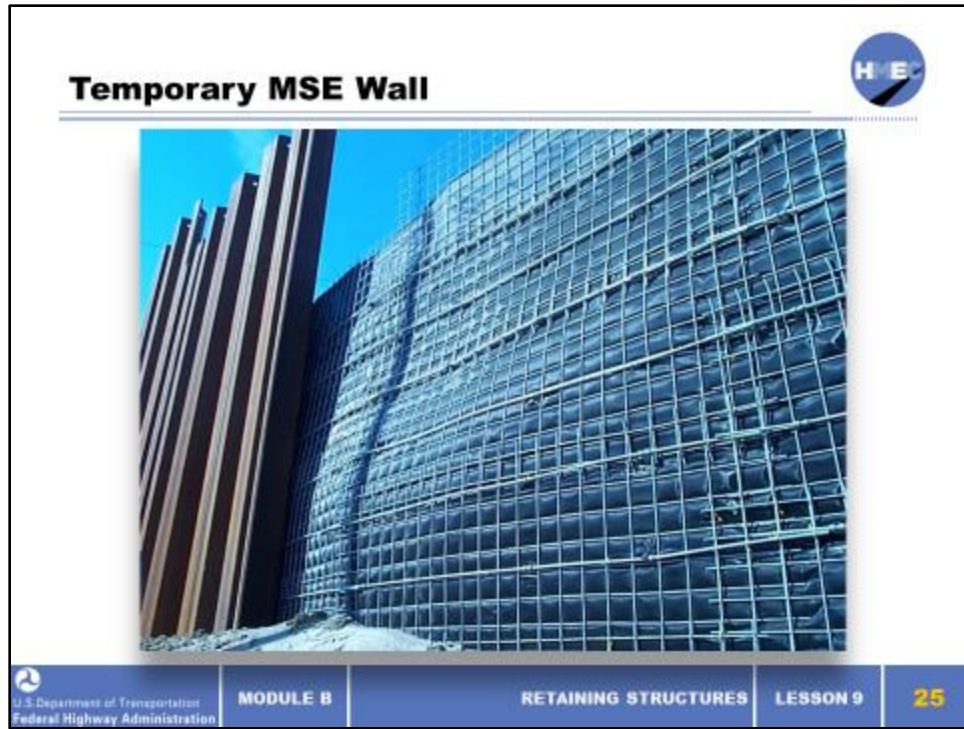 Temporary MSE Wall
HMEC
U.S.Department of Transportation
Federal Highway Administration
MODULE B
RETAINING STRUCTURES
LESSON 9
25